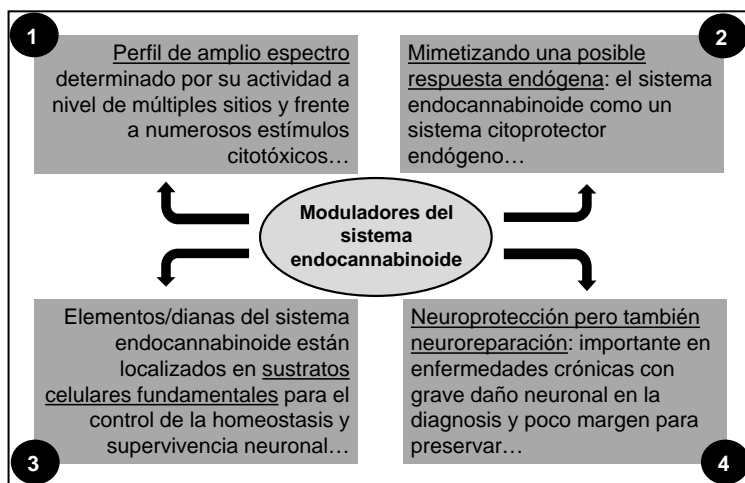 1
Perfil de amplio espectro
determinado por su actividad a
nivel de múltiples sitios y frente
a numerosos estímulos
citotóxicos…
2
Mimetizando una posible
respuesta endógena: el sistema
endocannabinoide como un
sistema citoprotector
endógeno…
Moduladores del
sistema
endocannabinoide
Elementos/dianas del sistema
endocannabinoide están
localizados en sustratos
celulares fundamentales para el
control de la homeostasis y
supervivencia neuronal…
3
Neuroprotección pero también
neuroreparación: importante en
enfermedades crónicas con
grave daño neuronal en la
diagnosis y poco margen para
preservar…
4